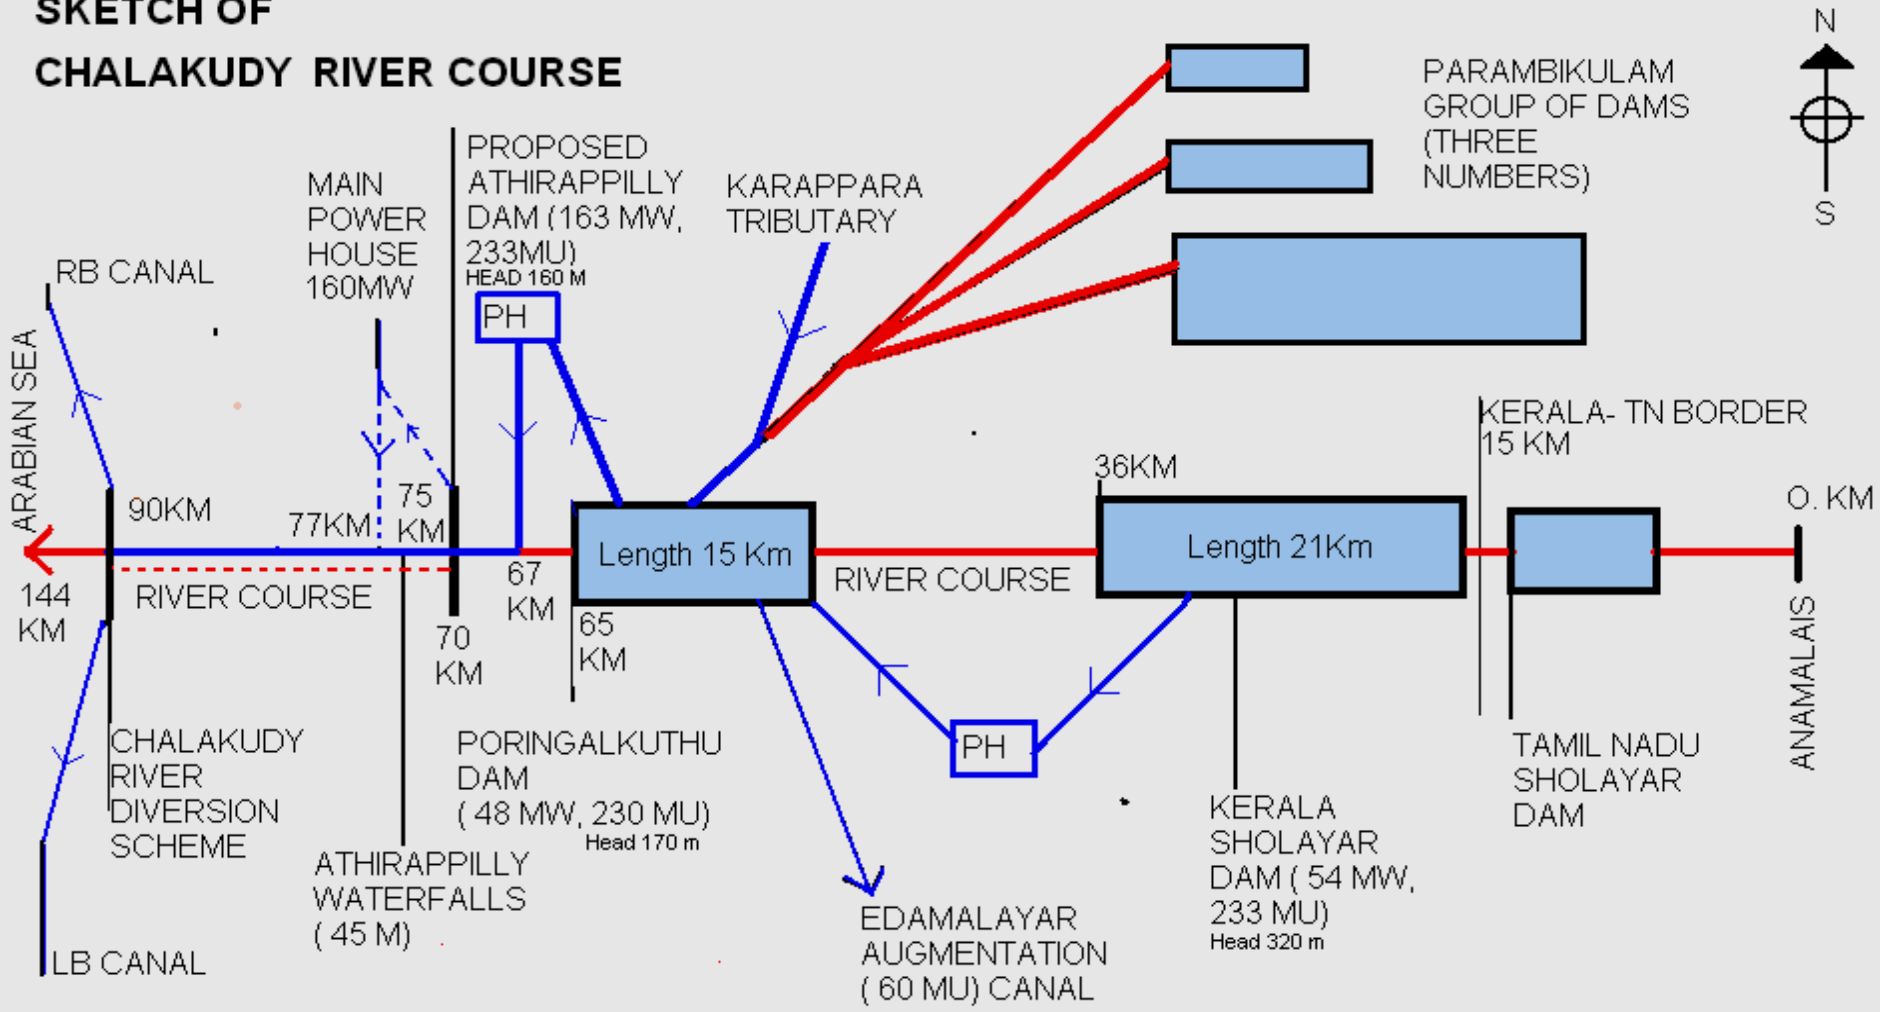 SKETCH OF
CHALAKUDY RIVER COURSE
N
S
PARAMBIKULAM
GROUP OF DAMS
(THREE
NUMBERS)
PROPOSED
ATHIRAPPILLY
DAM (163 MW,
233MU)
HEAD 160 M
PH
MAIN
POWER
HOUSE
160MW
KARAPPARA
TRIBUTARY
RB CANAL
ARABIAN SEA
KERALA- TN BORDER
15 KM
36KM
O. KM
90KM
77KM
75
KM
Length 15 Km
Length 21Km
RIVER COURSE
RIVER COURSE
144
KM
67
KM
70
KM
65
KM
ANAMALAIS
CHALAKUDY
RIVER
DIVERSION
SCHEME
PORINGALKUTHU
DAM
( 48 MW, 230 MU)
Head 170 m
PH
TAMIL NADU
SHOLAYAR
DAM
KERALA
SHOLAYAR
DAM ( 54 MW,
233 MU)
Head 320 m
ATHIRAPPILLY
WATERFALLS
( 45 M)
EDAMALAYAR
AUGMENTATION
( 60 MU) CANAL
LB CANAL